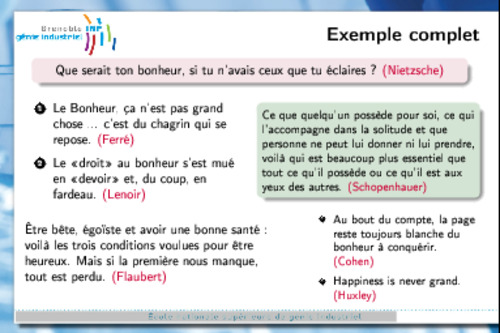 Grenoble INP
génie industriel
Exemple complet
Que serait ton bonheur, si tu n'avais ceux que tu éclaires ? (Nietzsche)
1 Le Bonheur, ça n'est pas grand
chose ... c'est du chagrin qui se
repose. (Ferré)
2 Le «droit» au bonheur s'est mué
en «devoir» et, du coup, en
fardeau. (Lenoir)
Être bête, égoïste et avoir une bonne santé :
voilà les trois conditions voulues pour être
heureux. Mais si la première nous manque,
tout est perdu. (Flaubert)
Ce que quelqu'un possède pour soi, ce qui
l'accompagne dans la solitude et que
personne ne peut lui donner ni lui prendre,
voilà qui est beaucoup plus essentiel que
tout ce qu'il possède ou ce qu'il est aux
yeux des autres. (Schopenhauer)
Au bout du compte, la page
reste toujours blanche du
bonheur à conquérir.
(Cohen)
Happiness is never grand.
(Huxley)
École nationale supérieure de génie industriel